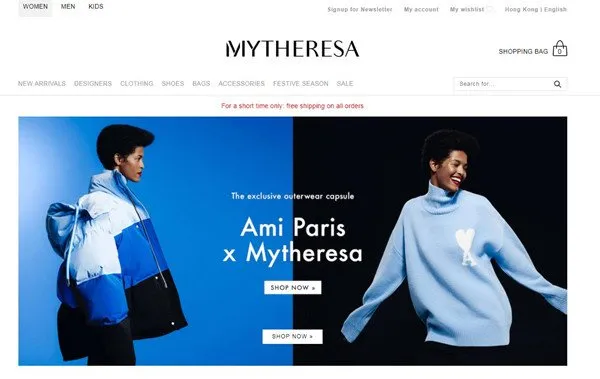 WOMEN MEN KIDS
Signup for Newsletter My account My wishlist Hong Kong | English
MYTHERESA
SHOPPING BAG 0
NEW ARRIVALS DESIGNERS CLOTHING SHOES BAGS ACCESSORIES FESTIVE SEASON SALE
Search for...
For a short time only: free shipping on all orders
The exclusive outerwear capsule
Ami Paris
x Mytheresa
SHOP NOW »
A
SHOP NOW »